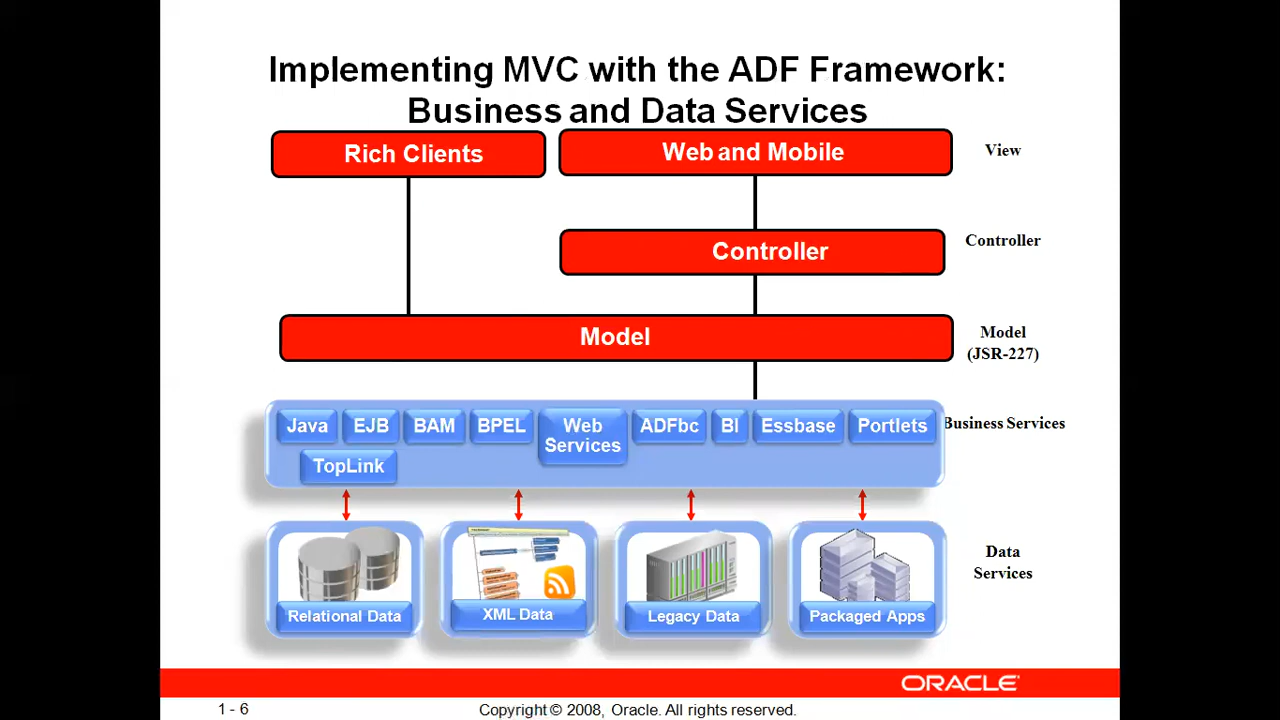 Implementing MVC with the ADF Framework:
Business and Data Services
Rich Clients
Web and Mobile
View
Controller
Controller
Model
Model
(JSR-227)
Java
EJB
BAM
BPEL
Web
Services
ADFbc
BI
Essbase
Portlets
TopLink
Business Services
Relational Data
XML Data
Legacy Data
Packaged Apps
Data
Services
ORACLE
1 - 6
Copyright © 2008, Oracle. All rights reserved.